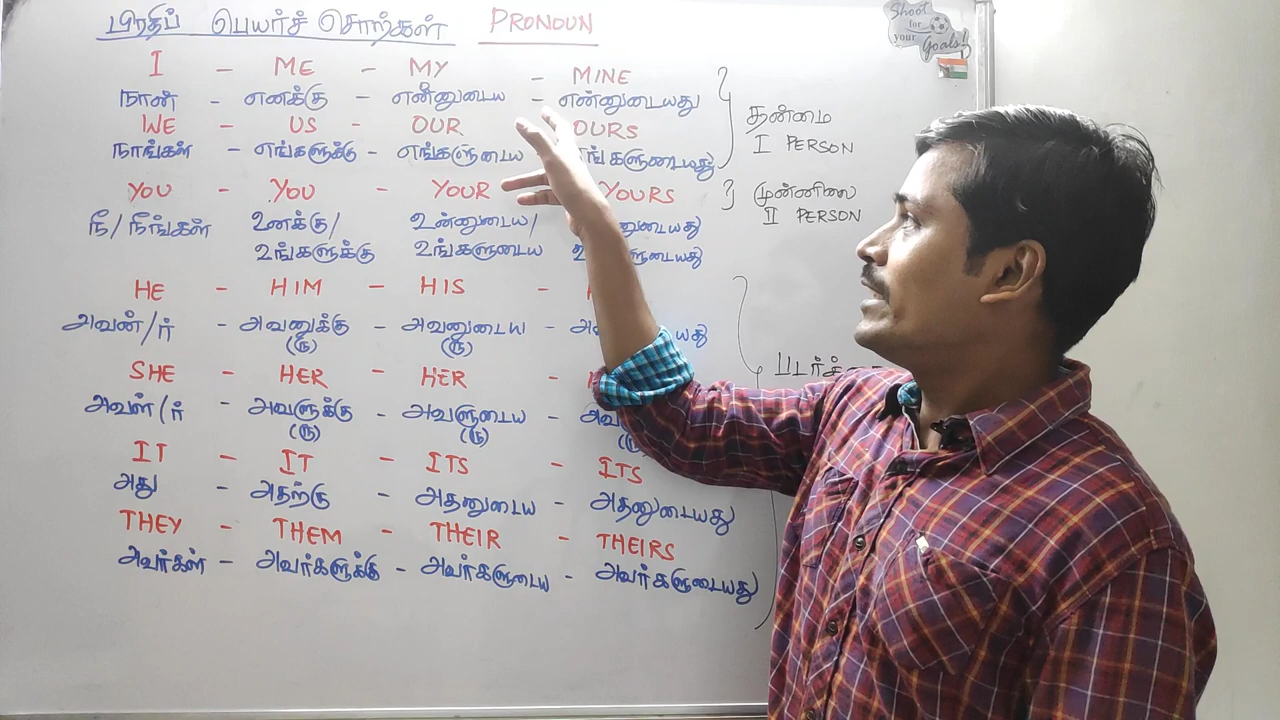 பிரதிப் பெயர்ச் சொற்கள் PRONOUN
Shoot for your Goals!
I - ME - MY - MINE
நான் - எனக்கு - என்னுடைய - என்னுடையது
WE - US - OUR OURS
நாங்கள் - எங்களுக்கு - எங்களுடைய
தன்மை
I PERSON
YOU - YOU - YOUR YOURS
நீ/நீங்கள் உனக்கு/ உன்னுடைய/
உங்களுக்கு உங்களுடைய
முன்னிலை
II PERSON
HE - HIM - HIS -
அவன்/ர் - அவனுக்கு - அவனுடைய -
(ரு) (ரு)
SHE - HER - HER -
அவள்/ர் - அவளுக்கு - அவளுடைய
(ரு) (ரு) (ரு)
IT - IT - ITS - ITS
அது - அதற்கு - அதனுடைய - அதனுடையது
THEY - THEM - THEIR - THEIRS
அவர்கள் - அவர்களுக்கு - அவர்களுடைய - அவர்களுடையது